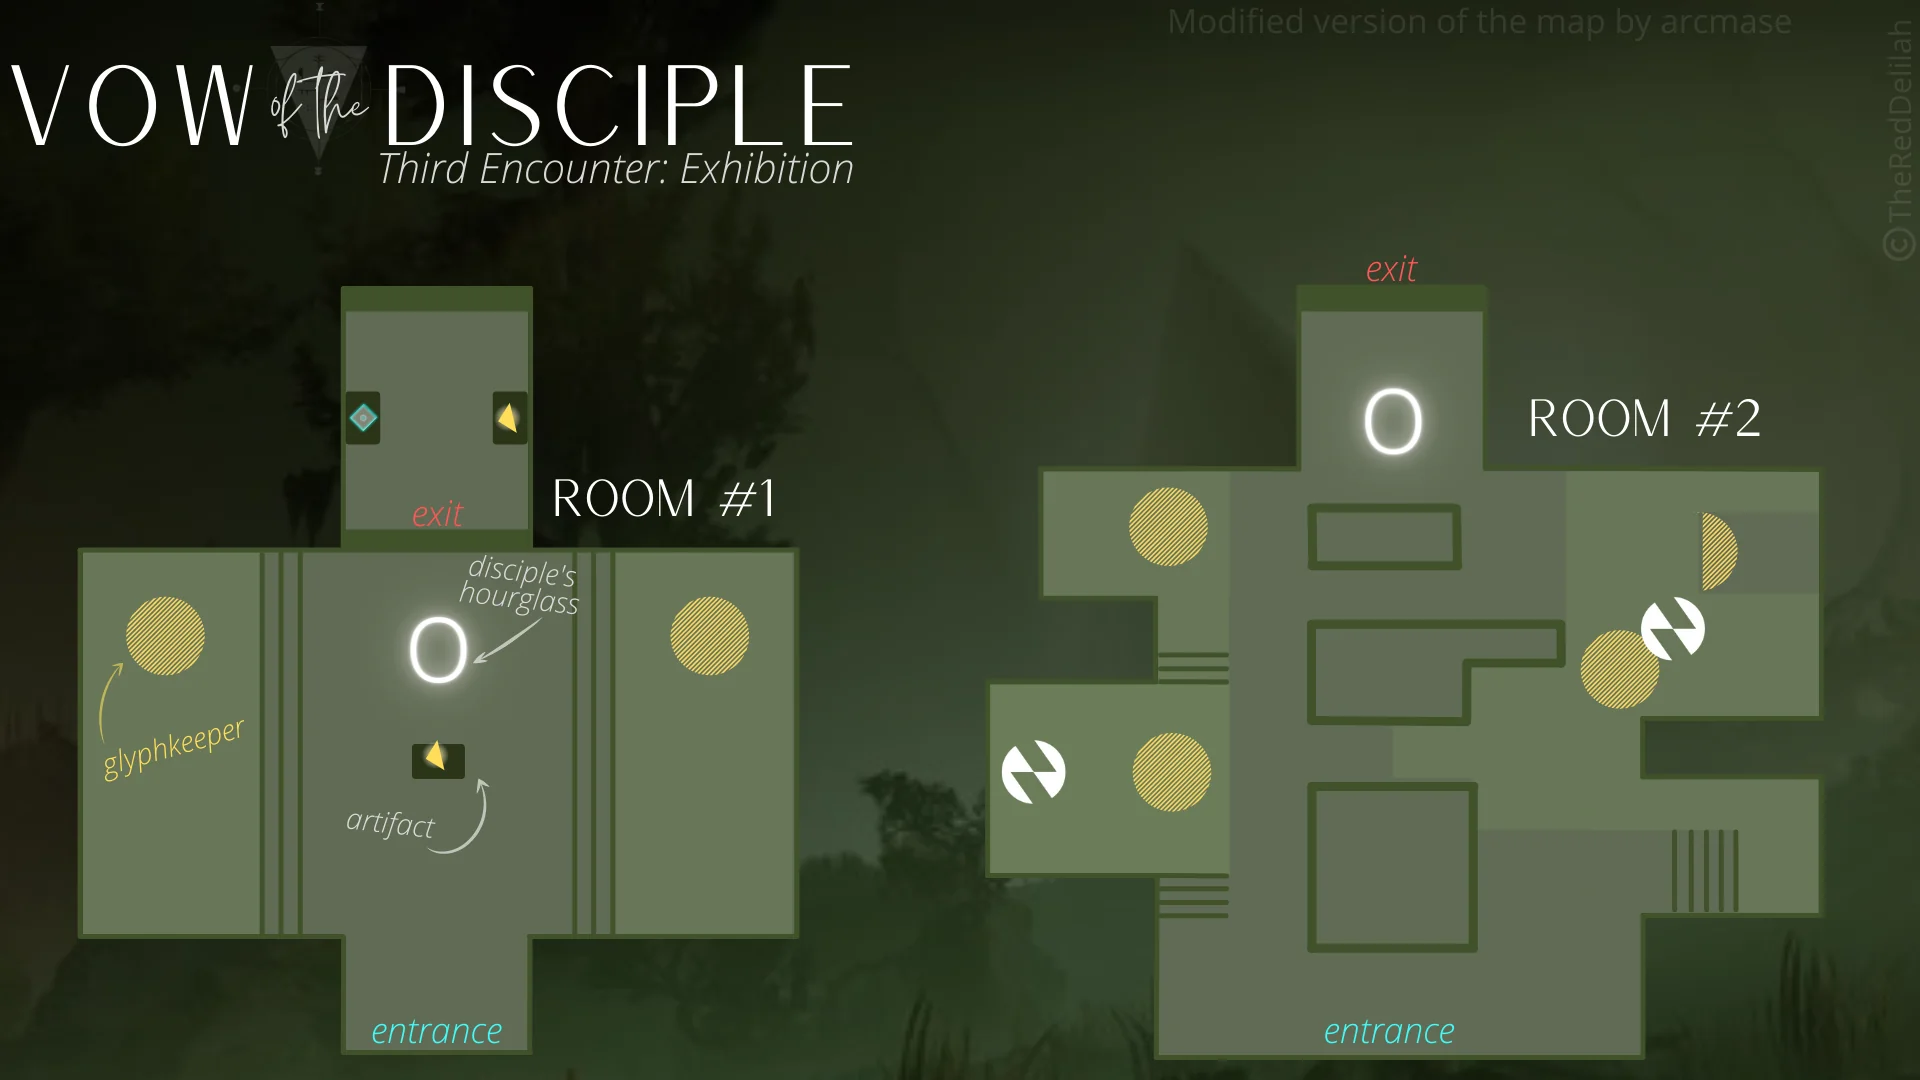 Modified version of the map by arcmase
©TheRedDelilah
VOW of the DISCIPLE
Third Encounter: Exhibition
exit
ROOM #2
exit
ROOM #1
disciple's
hourglass
glyphkeeper
artifact
entrance
entrance